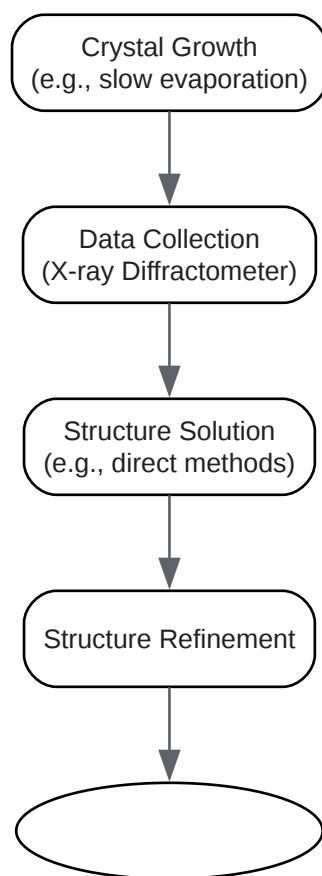 Crystal Growth
(e.g., slow evaporation)
Data Collection
(X-ray Diffractometer)
Structure Solution
(e.g., direct methods)
Structure Refinement